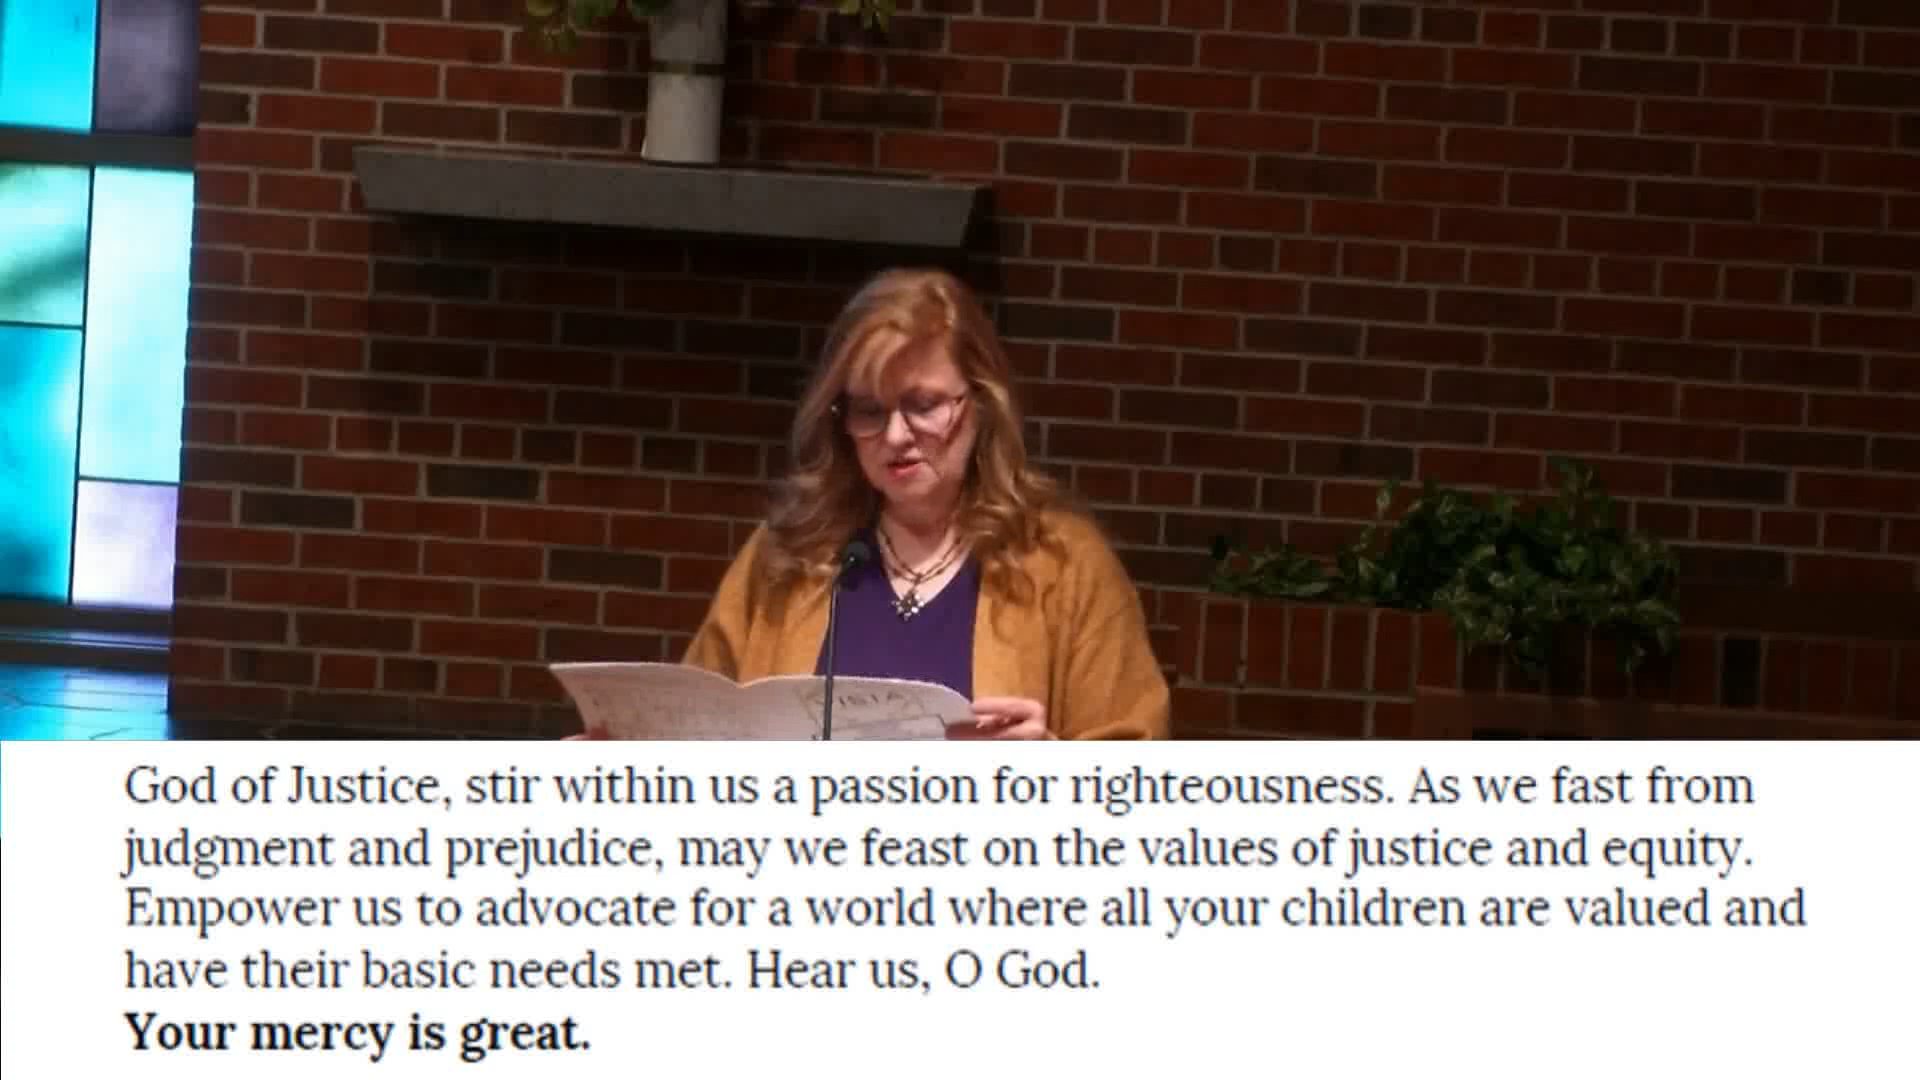 God of Justice, stir within us a passion for righteousness. As we fast from
judgment and prejudice, may we feast on the values of justice and equity.
Empower us to advocate for a world where all your children are valued and
have their basic needs met. Hear us, O God.
Your mercy is great.